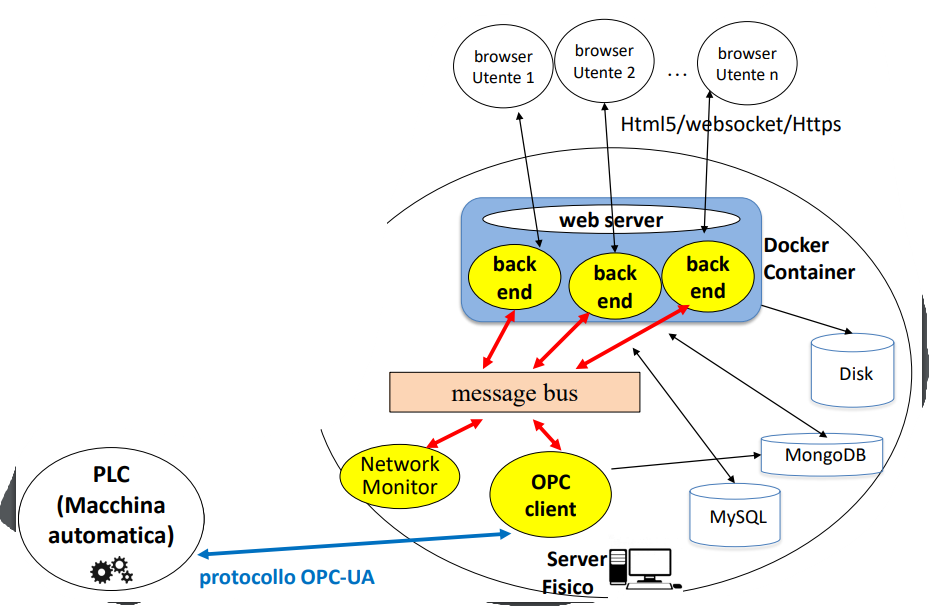 browser
Utente 1
browser
Utente 2
...
browser
Utente n
Html5/websocket/Https
web server
back
end
back
end
back
end
Docker
Container
Disk
message bus
MongoDB
MySQL
Network
Monitor
OPC
client
PLC
(Macchina
automatica)
protocollo OPC-UA
Server
Fisico